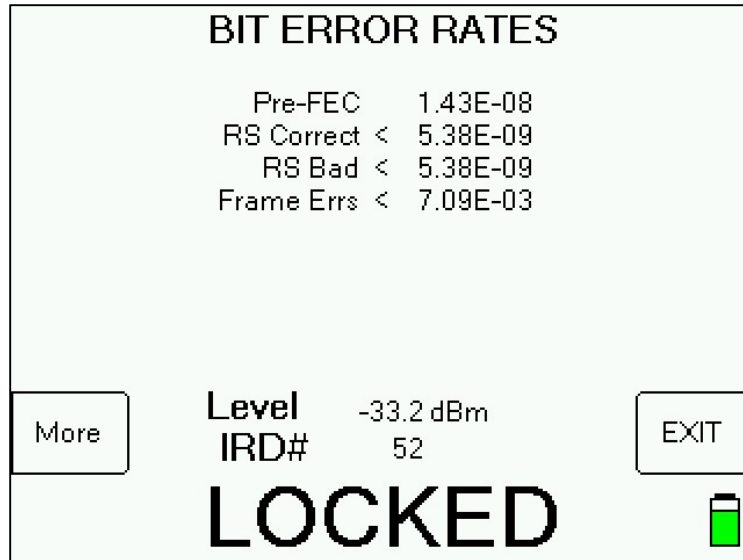 BIT ERROR RATES
Pre-FEC 1.43E-08
RS Correct < 5.38E-09
RS Bad < 5.38E-09
Frame Errs < 7.09E-03
More
Level -33.2 dBm
IRD# 52
EXIT
LOCKED